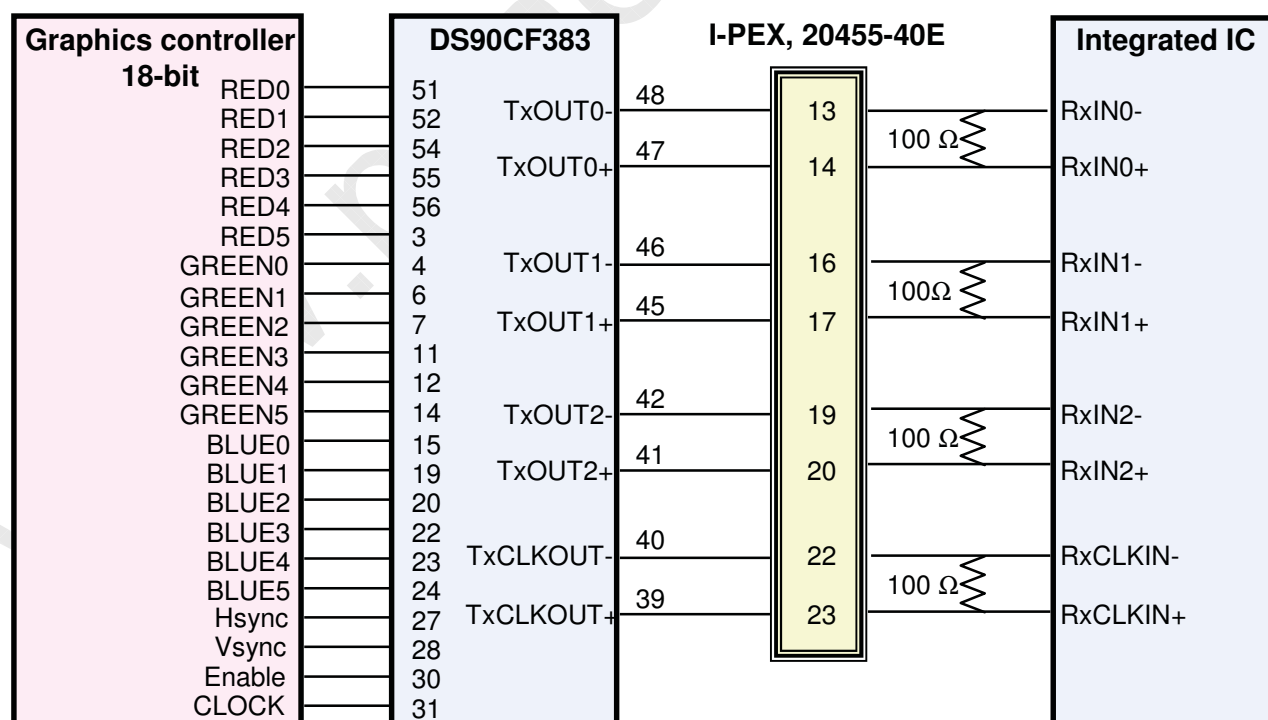 Graphics controller
18-bit
DS90CF383
I-PEX, 20455-40E
Integrated IC
RED0 51
RED1 52
RED2 54
RED3 55
RED4 56
RED5 3
GREEN0 4
GREEN1 6
GREEN2 7
GREEN3 11
GREEN4 12
GREEN5 14
BLUE0 15
BLUE1 19
BLUE2 20
BLUE3 22
BLUE4 23
BLUE5 24
Hsync 27
Vsync 28
Enable 30
CLOCK 31
TxOUT0- 48 13 RxIN0-
100 Ω
TxOUT0+ 47 14 RxIN0+
TxOUT1- 46 16 RxIN1-
100Ω
TxOUT1+ 45 17 RxIN1+
TxOUT2- 42 19 RxIN2-
100 Ω
TxOUT2+ 41 20 RxIN2+
TxCLKOUT- 40 22 RxCLKIN-
100 Ω
TxCLKOUT+ 39 23 RxCLKIN+